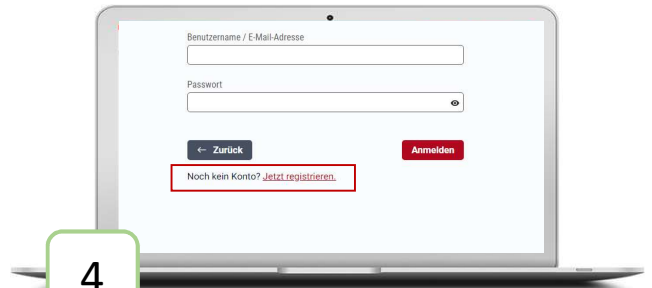 Benutzername / E-Mail-Adresse
Passwort
← Zurück
Anmelden
Noch kein Konto? Jetzt registrieren.
4